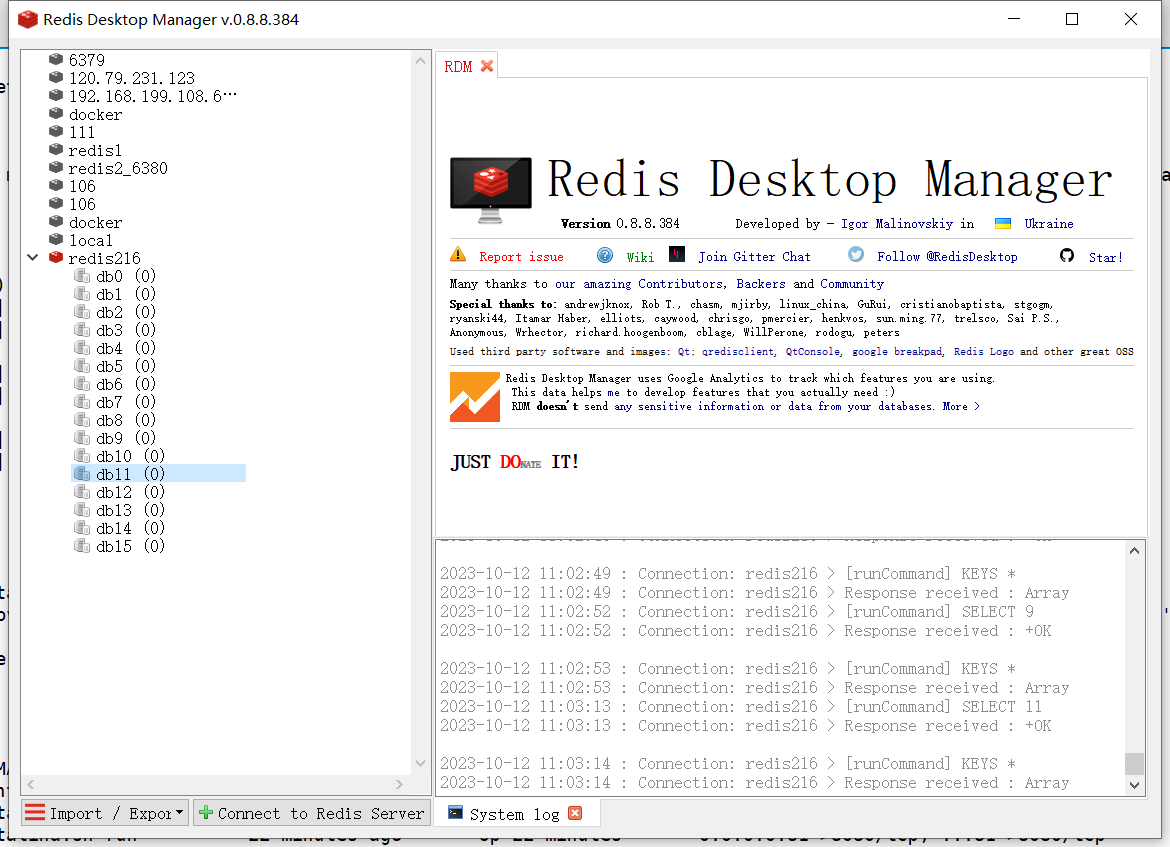 Redis Desktop Manager v.0.8.8.384
6379
120.79.231.123
192.168.199.108.6…
docker
111
redis1
redis2_6380
106
106
docker
local
redis216
db0 (0)
db1 (0)
db2 (0)
db3 (0)
db4 (0)
db5 (0)
db6 (0)
db7 (0)
db8 (0)
db9 (0)
db10 (0)
db11 (0)
db12 (0)
db13 (0)
db14 (0)
db15 (0)
Import / Expor
Connect to Redis Server
RDM
Redis Desktop Manager
Version 0.8.8.384 Developed by - Igor Malinovskiy in Ukraine
Report issue Wiki Join Gitter Chat Follow @RedisDesktop Star!
Many thanks to our amazing Contributors, Backers and Community
Special thanks to: andrewjknox, Rob T., chasm, mjirby, linux_china, GuRui, cristianobaptista, stgogm,
ryanski44, Itamar Haber, elliots, caywood, chrisgo, pmercier, henkvos, sun.ming.77, trelsco, Sai P.S.,
Anonymous, Wrhector, richard.hoogenboom, cblage, WillPerone, rodogu, peters
Used third party software and images: Qt; qredisclient, QtConsole, google breakpad, Redis Logo and other great OSS
Redis Desktop Manager uses Google Analytics to track which features you are using.
This data helps me to develop features that you actually need :)
RDM doesn't send any sensitive information or data from your databases. More >
JUST DONATE IT!
2023-10-12 11:02:49 : Connection: redis216 > [runCommand] KEYS *
2023-10-12 11:02:49 : Connection: redis216 > Response received : Array
2023-10-12 11:02:52 : Connection: redis216 > [runCommand] SELECT 9
2023-10-12 11:02:52 : Connection: redis216 > Response received : +OK
2023-10-12 11:02:53 : Connection: redis216 > [runCommand] KEYS *
2023-10-12 11:02:53 : Connection: redis216 > Response received : Array
2023-10-12 11:03:13 : Connection: redis216 > [runCommand] SELECT 11
2023-10-12 11:03:13 : Connection: redis216 > Response received : +OK
2023-10-12 11:03:14 : Connection: redis216 > [runCommand] KEYS *
2023-10-12 11:03:14 : Connection: redis216 > Response received : Array
System log